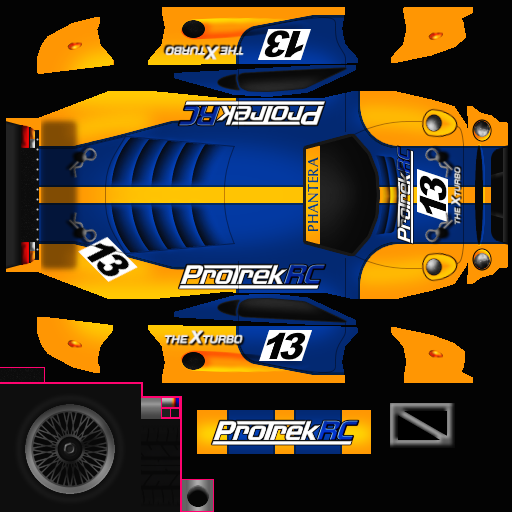 THE X TURBO
13
ProTrekRC
PHANTERA
ProTrekRC
13
THE X TURBO
13
ProTrekRC
THE X TURBO
13
ProTrekRC